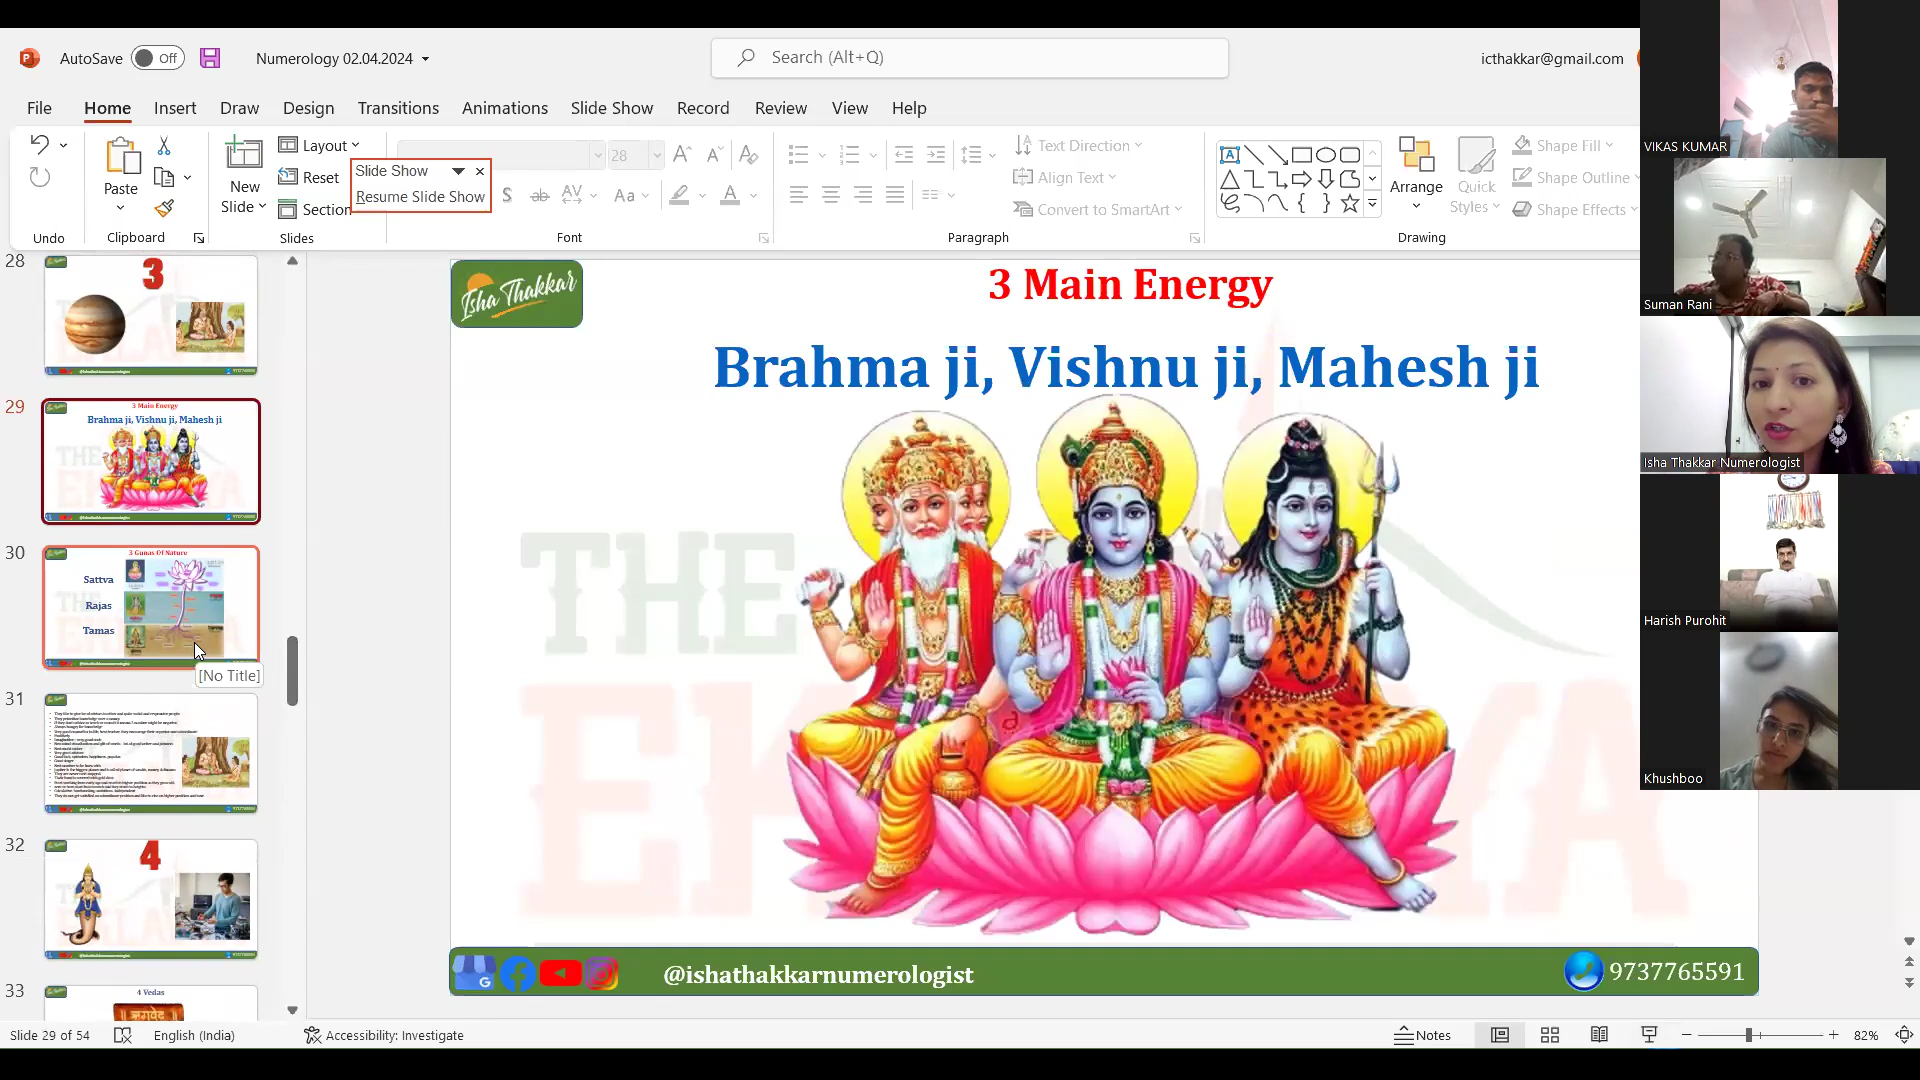 AutoSave Off
Numerology 02.04.2024
Search (Alt+Q)
icthakkar@gmail.com
File Home Insert Draw Design Transitions Animations Slide Show Record Review View Help
Undo
Paste
Clipboard
New Slide
Layout
Reset
Section
Slides
Slide Show
Resume Slide Show
28
Aa
Font
Text Direction
Align Text
Convert to SmartArt
Paragraph
Arrange
Quick Styles
Shape Fill
Shape Outline
Shape Effects
Drawing
28
3
29
3 Main Energy
Brahma ji, Vishnu ji, Mahesh ji
30
3 Gunas Of Nature
Sattva
Rajas
Tamas
[No Title]
31
32
4
33
4 Vedas
ऋगवेद
Isha Thakkar
3 Main Energy
Brahma ji, Vishnu ji, Mahesh ji
THE
@ishathakkarnumerologist
9737765591
VIKAS KUMAR
Suman Rani
Isha Thakkar Numerologist
Harish Purohit
Khushboo
Slide 29 of 54
English (India)
Accessibility: Investigate
Notes
82%